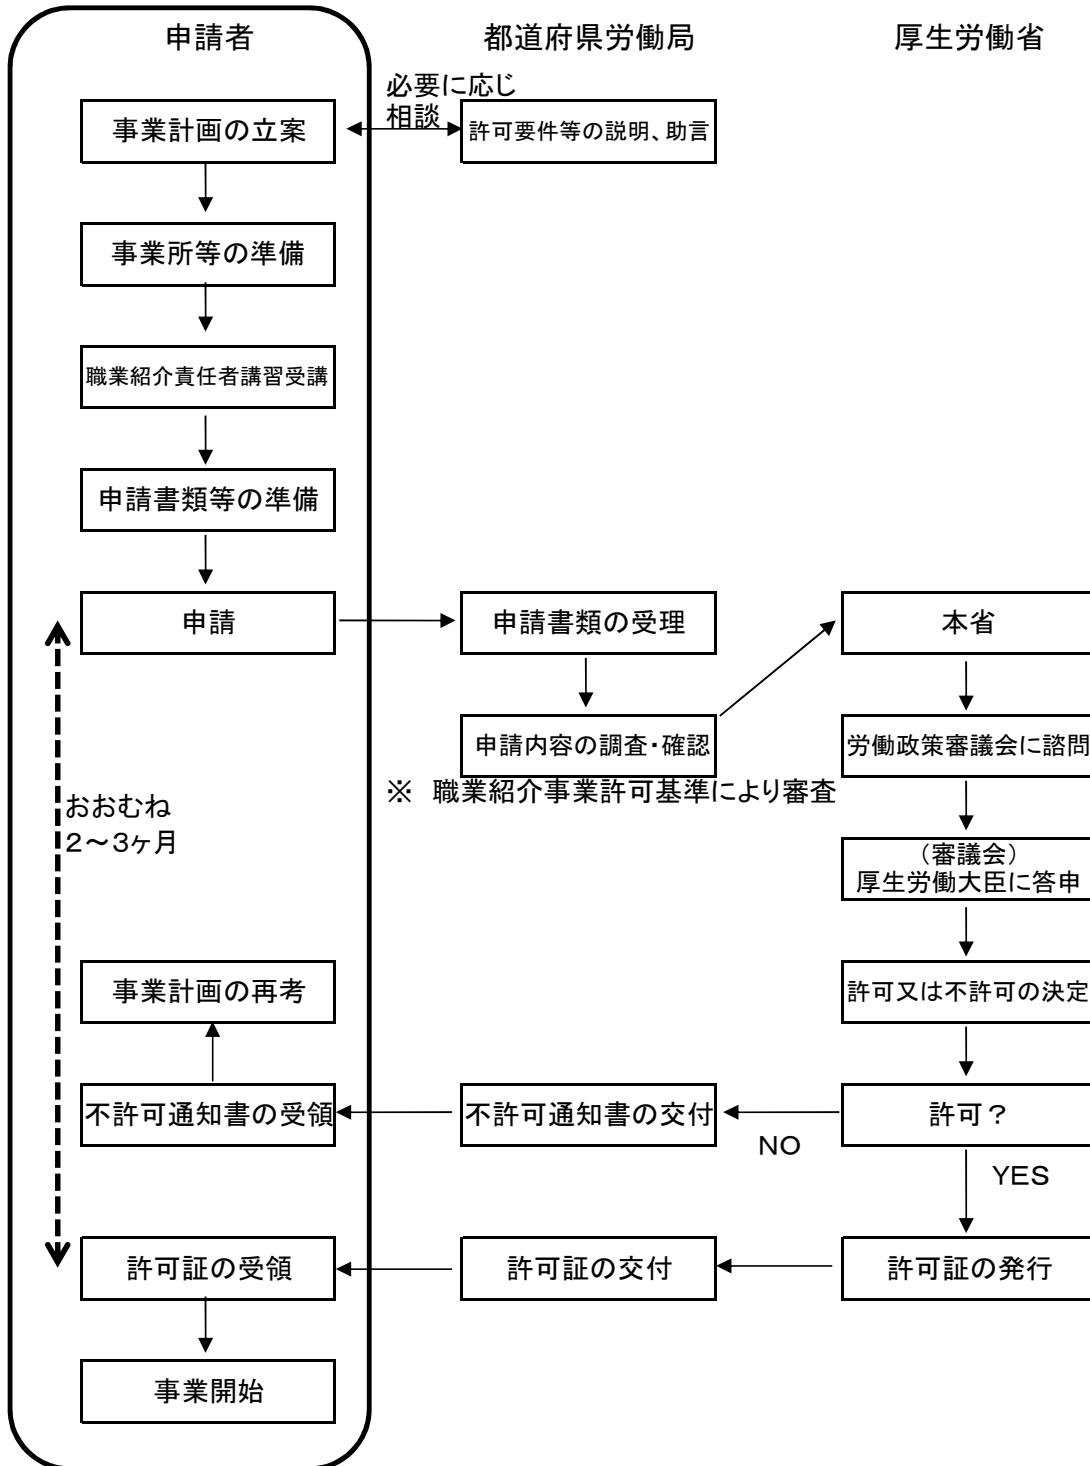 申請者
都道府県労働局
厚生労働省
必要に応じ
相談
事業計画の立案
許可要件等の説明、助言
事業所等の準備
職業紹介責任者講習受講
申請書類等の準備
申請
申請書類の受理
本省
申請内容の調査・確認
労働政策審議会に諮問
※　職業紹介事業許可基準により審査
おおむね
２～３ヶ月
（審議会）
厚生労働大臣に答申
事業計画の再考
許可又は不許可の決定
不許可通知書の受領
不許可通知書の交付
許可？
NO
YES
許可証の受領
許可証の交付
許可証の発行
事業開始